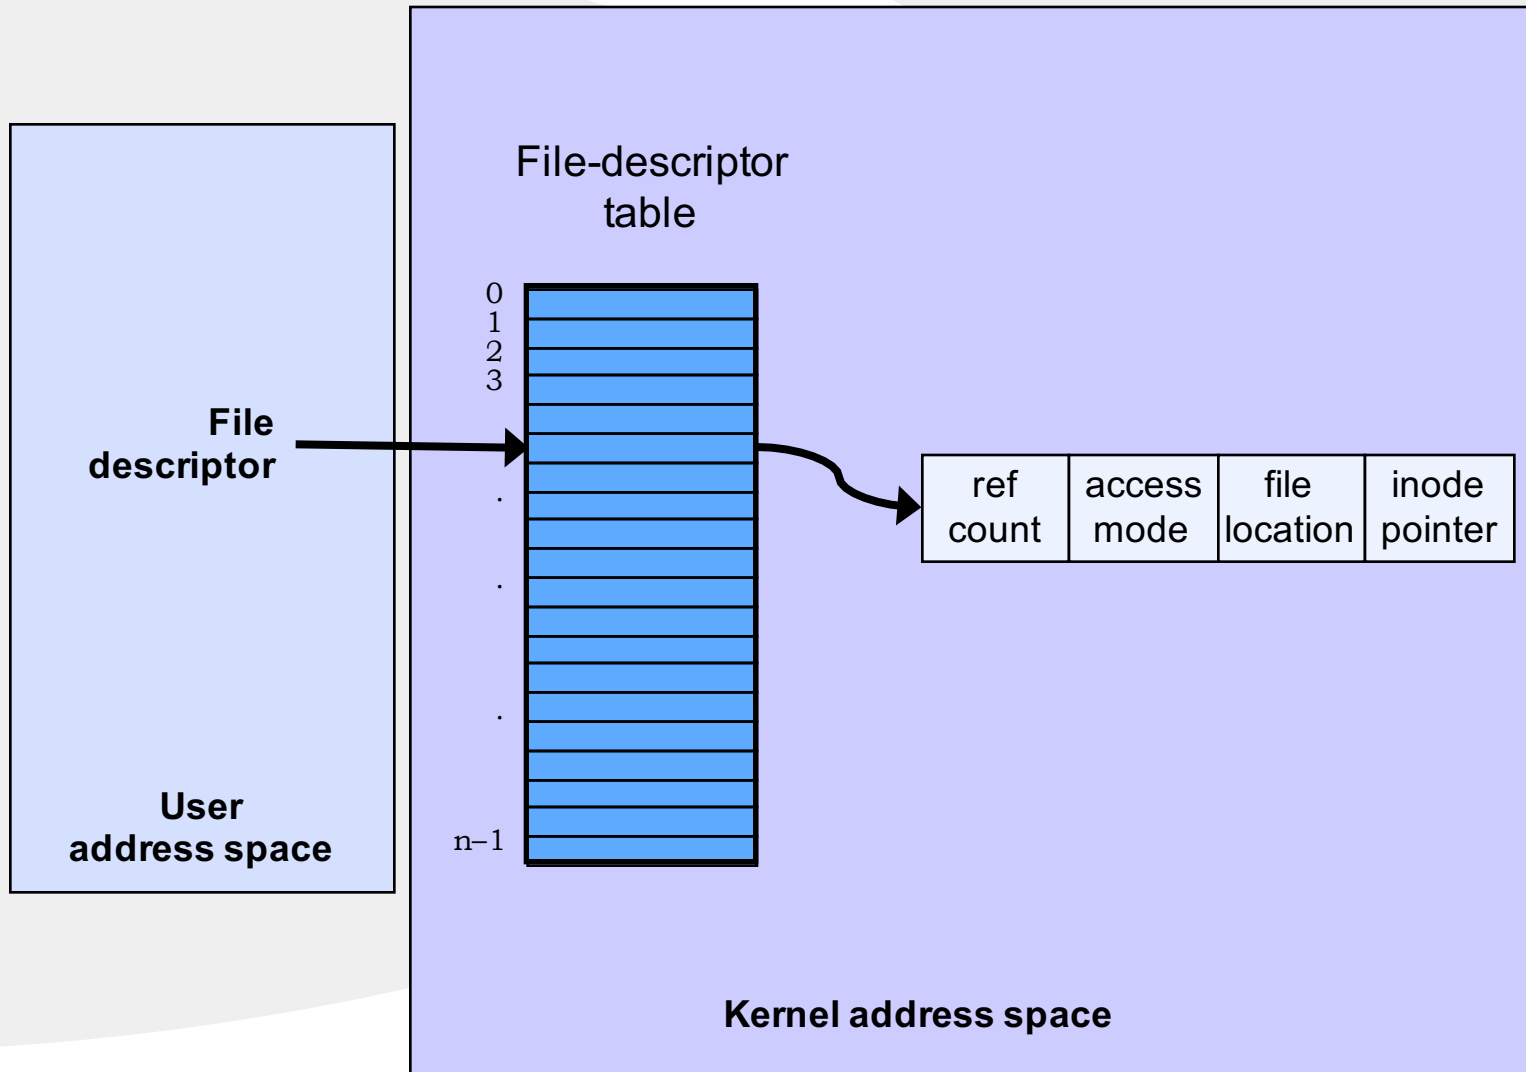 File-descriptor
table
0
1
2
3
.
.
.
n–1
File
descriptor
ref
count
access
mode
file
location
inode
pointer
User
address space
Kernel address space